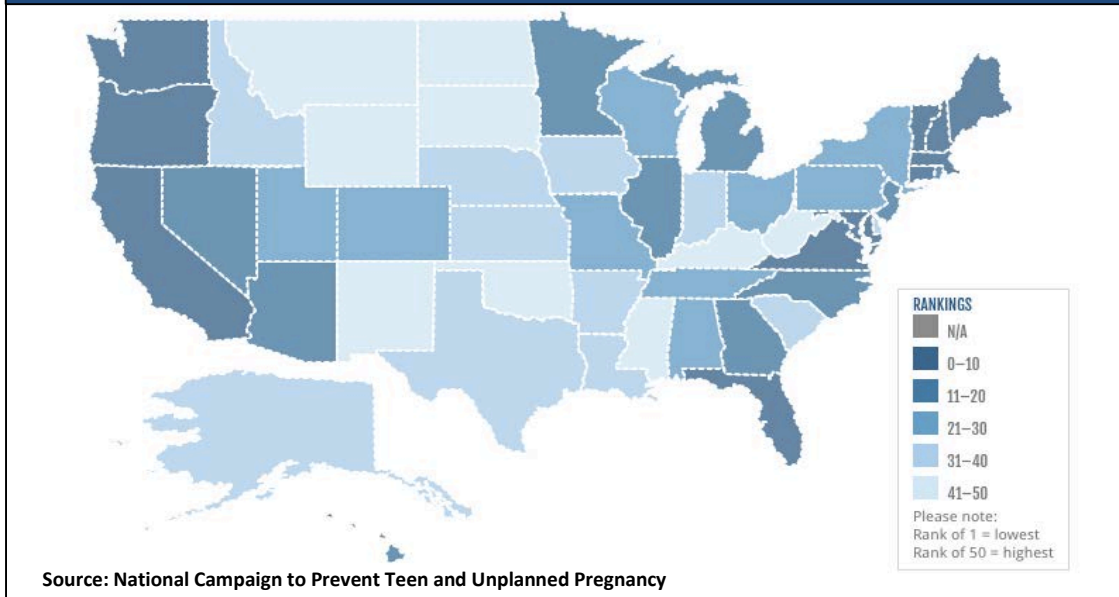 RANKINGS
N/A
0–10
11–20
21–30
31–40
41–50
Please note:
Rank of 1 = lowest
Rank of 50 = highest
Source: National Campaign to Prevent Teen and Unplanned Pregnancy